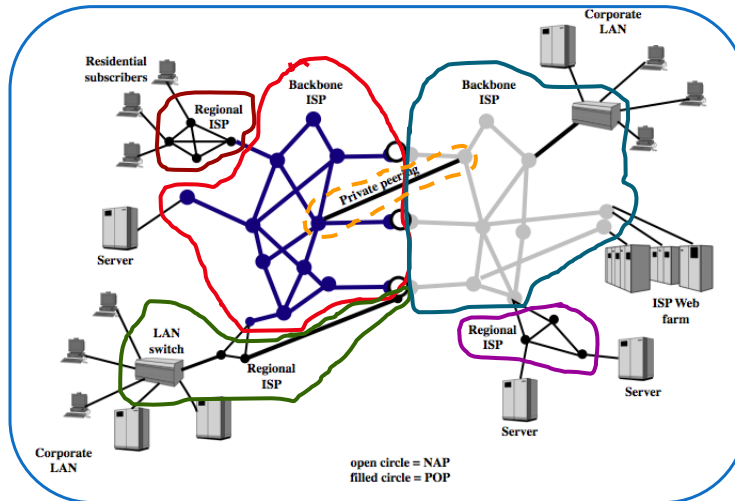 Corporate
LAN
Residential
subscribers
Regional
ISP
Backbone
ISP
Backbone
ISP
Private peering
Server
ISP Web
farm
LAN
switch
Regional
ISP
Regional
ISP
Server
Server
Corporate
LAN
open circle = NAP
filled circle = POP